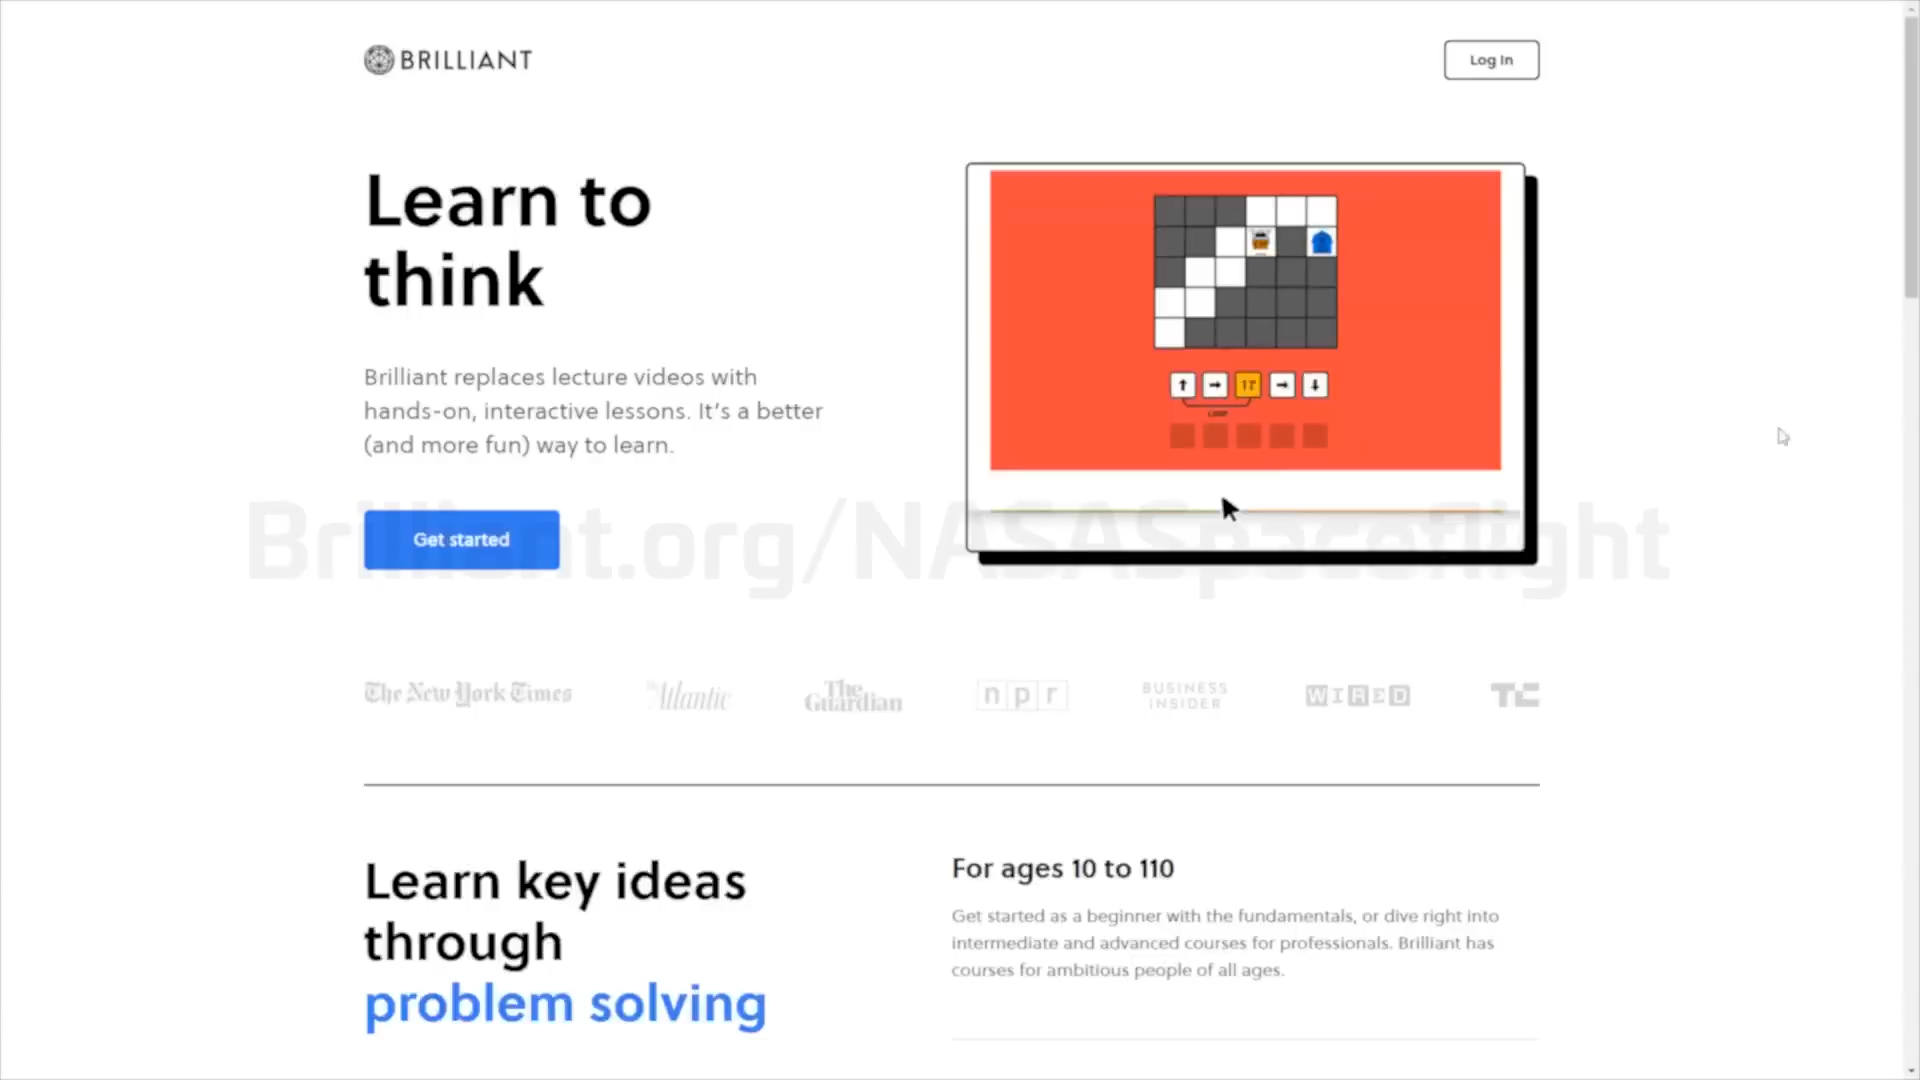 BRILLIANT
Log In
Learn to
think
Brilliant replaces lecture videos with
hands-on, interactive lessons. It's a better
(and more fun) way to learn.
Get started
Brilliant.org/NASASpaceflight
LOOP
The New York Times
The Atlantic
The
Guardian
npr
BUSINESS
INSIDER
WIRED
TC
Learn key ideas
through
problem solving
For ages 10 to 110
Get started as a beginner with the fundamentals, or dive right into
intermediate and advanced courses for professionals. Brilliant has
courses for ambitious people of all ages.